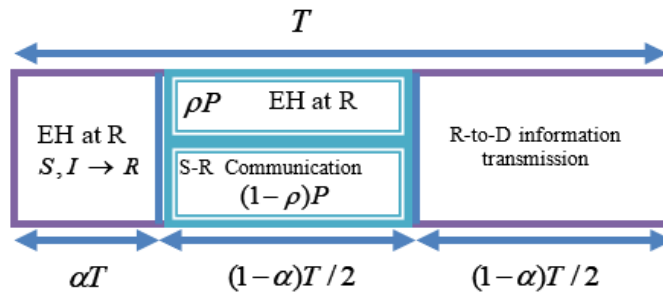 T
EH at R
S, I → R
ρP EH at R
S-R Communication
(1−ρ)P
R-to-D information
transmission
αT
(1−α)T / 2
(1−α)T / 2